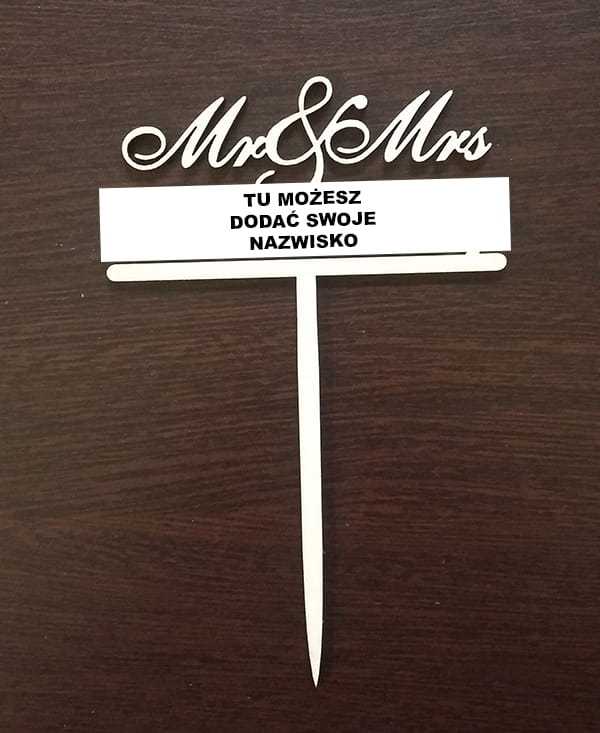 Mr&Mrs
TU MOŻESZ
DODAĆ SWOJE
NAZWISKO